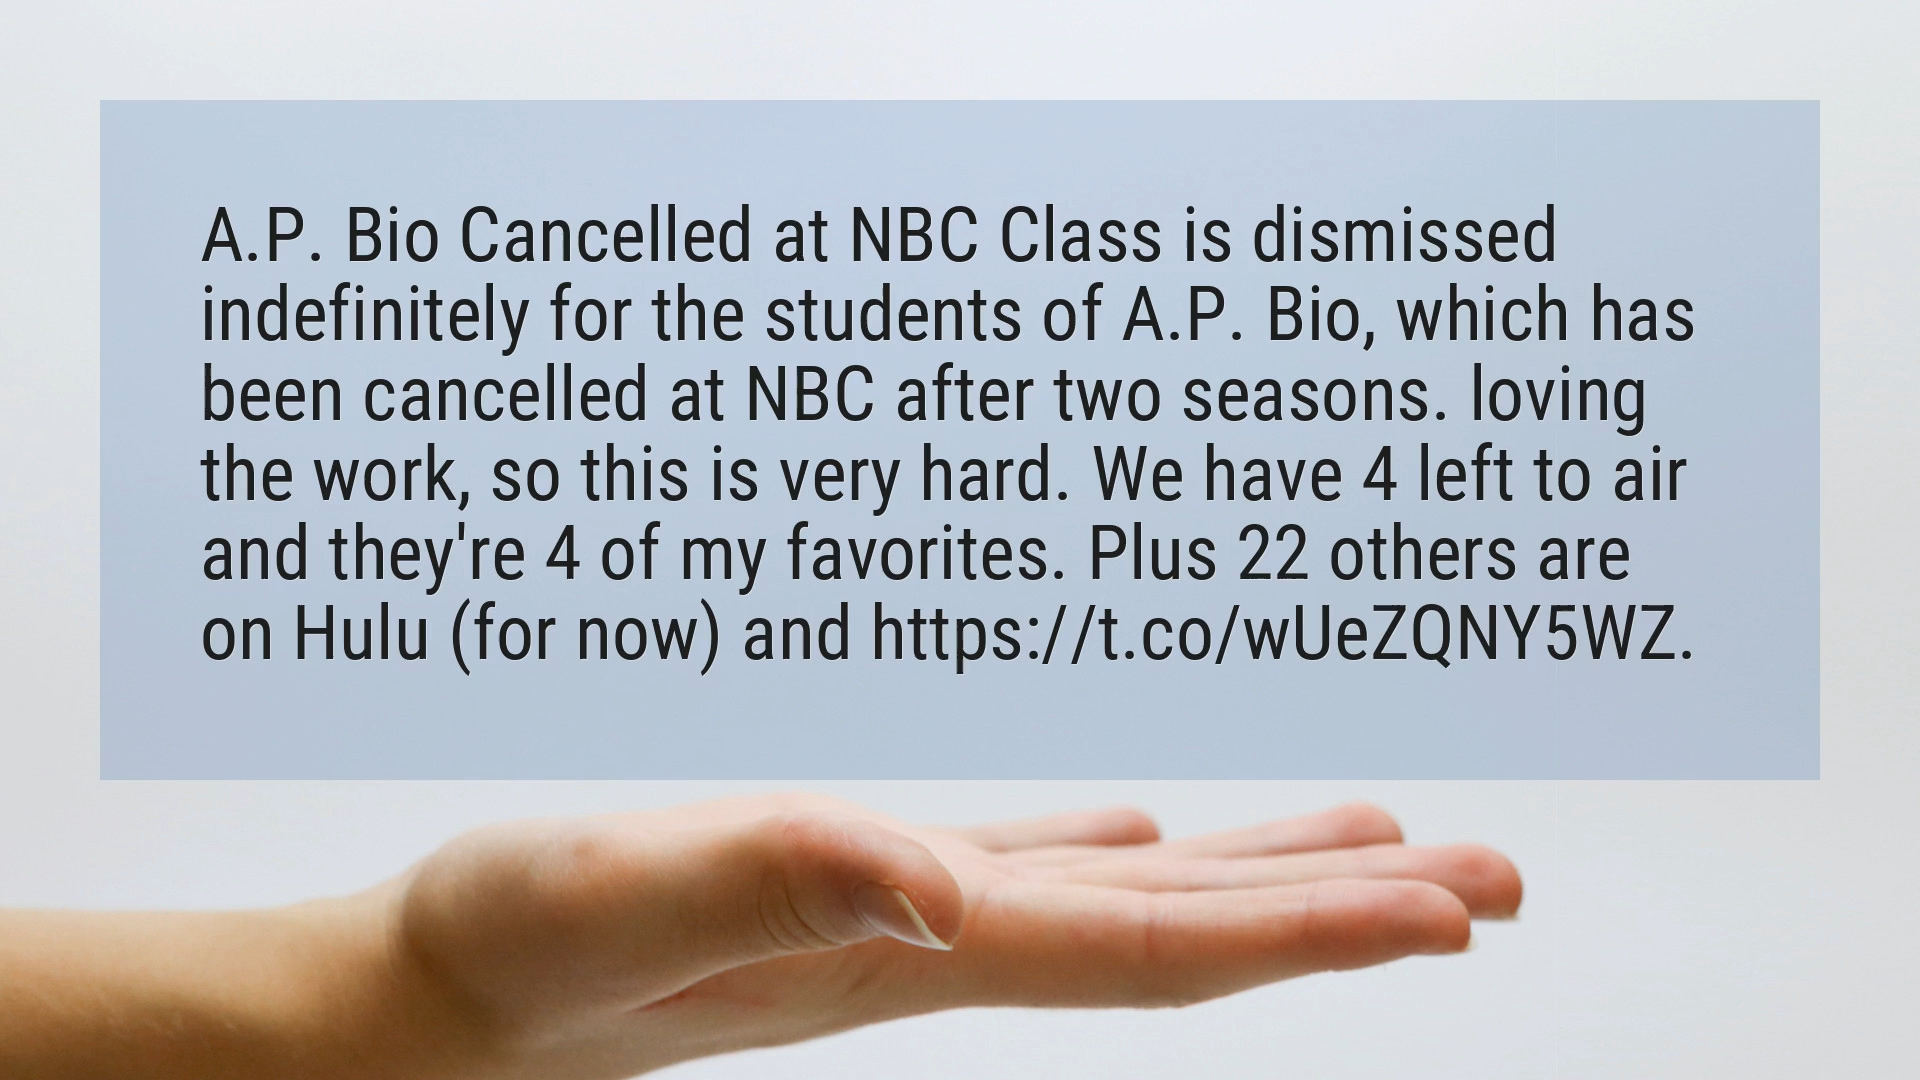 A.P. Bio Cancelled at NBC Class is dismissed
indefinitely for the students of A.P. Bio, which has
been cancelled at NBC after two seasons. loving
the work, so this is very hard. We have 4 left to air
and they're 4 of my favorites. Plus 22 others are
on Hulu (for now) and https://t.co/wUeZQNY5WZ.